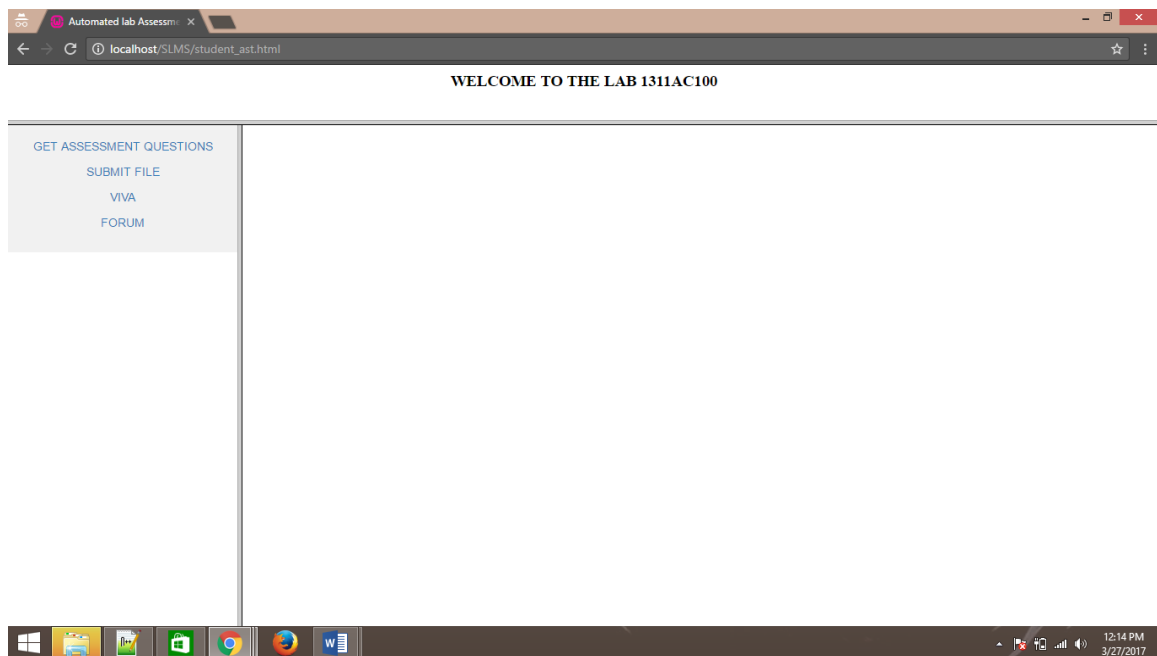 Automated lab Assessme
localhost/SLMS/student_ast.html
WELCOME TO THE LAB 1311AC100
GET ASSESSMENT QUESTIONS
SUBMIT FILE
VIVA
FORUM
12:14 PM
3/27/2017